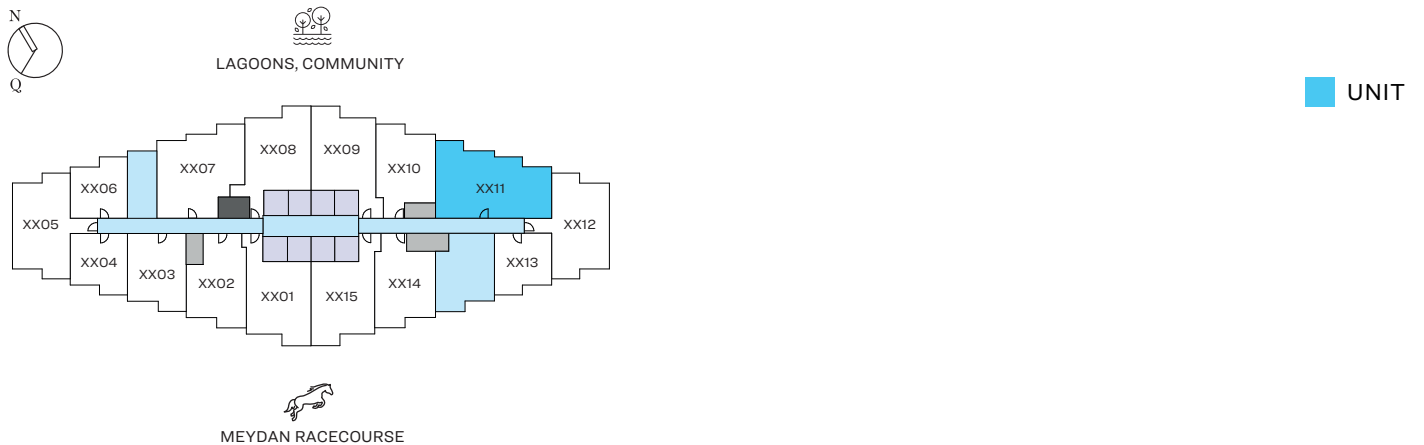 N
Q
LAGOONS, COMMUNITY
UNIT
XX08
XX09
XX07
XX10
XX06
XX11
XX05
XX12
XX04
XX03
XX02
XX01
XX15
XX14
XX13
MEYDAN RACECOURSE